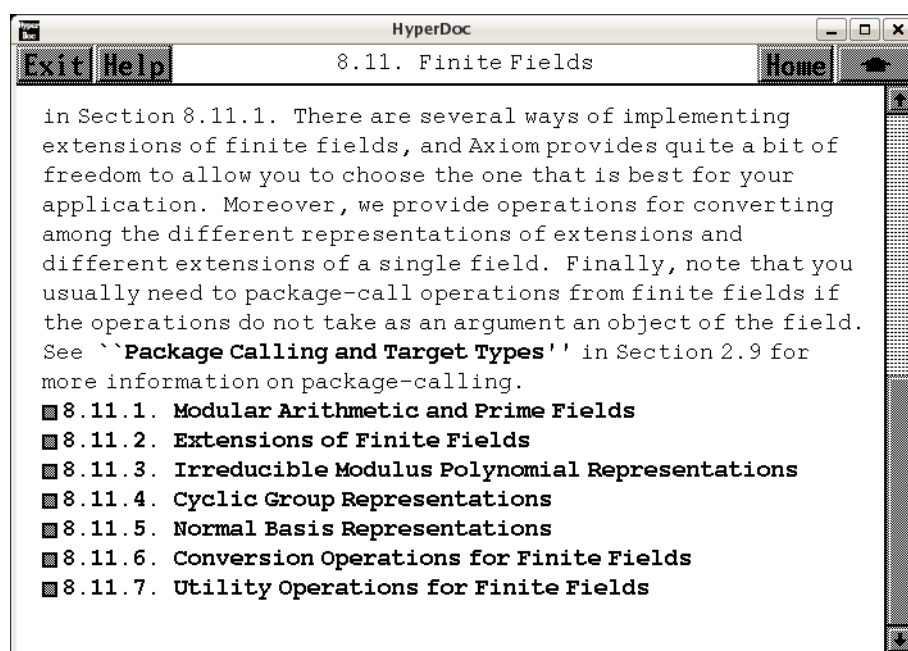 Hyper Doc
HyperDoc
Exit Help 8.11. Finite Fields Home
in Section 8.11.1. There are several ways of implementing
extensions of finite fields, and Axiom provides quite a bit of
freedom to allow you to choose the one that is best for your
application. Moreover, we provide operations for converting
among the different representations of extensions and
different extensions of a single field. Finally, note that you
usually need to package-call operations from finite fields if
the operations do not take as an argument an object of the field.
See ``Package Calling and Target Types'' in Section 2.9 for
more information on package-calling.
8.11.1. Modular Arithmetic and Prime Fields
8.11.2. Extensions of Finite Fields
8.11.3. Irreducible Modulus Polynomial Representations
8.11.4. Cyclic Group Representations
8.11.5. Normal Basis Representations
8.11.6. Conversion Operations for Finite Fields
8.11.7. Utility Operations for Finite Fields